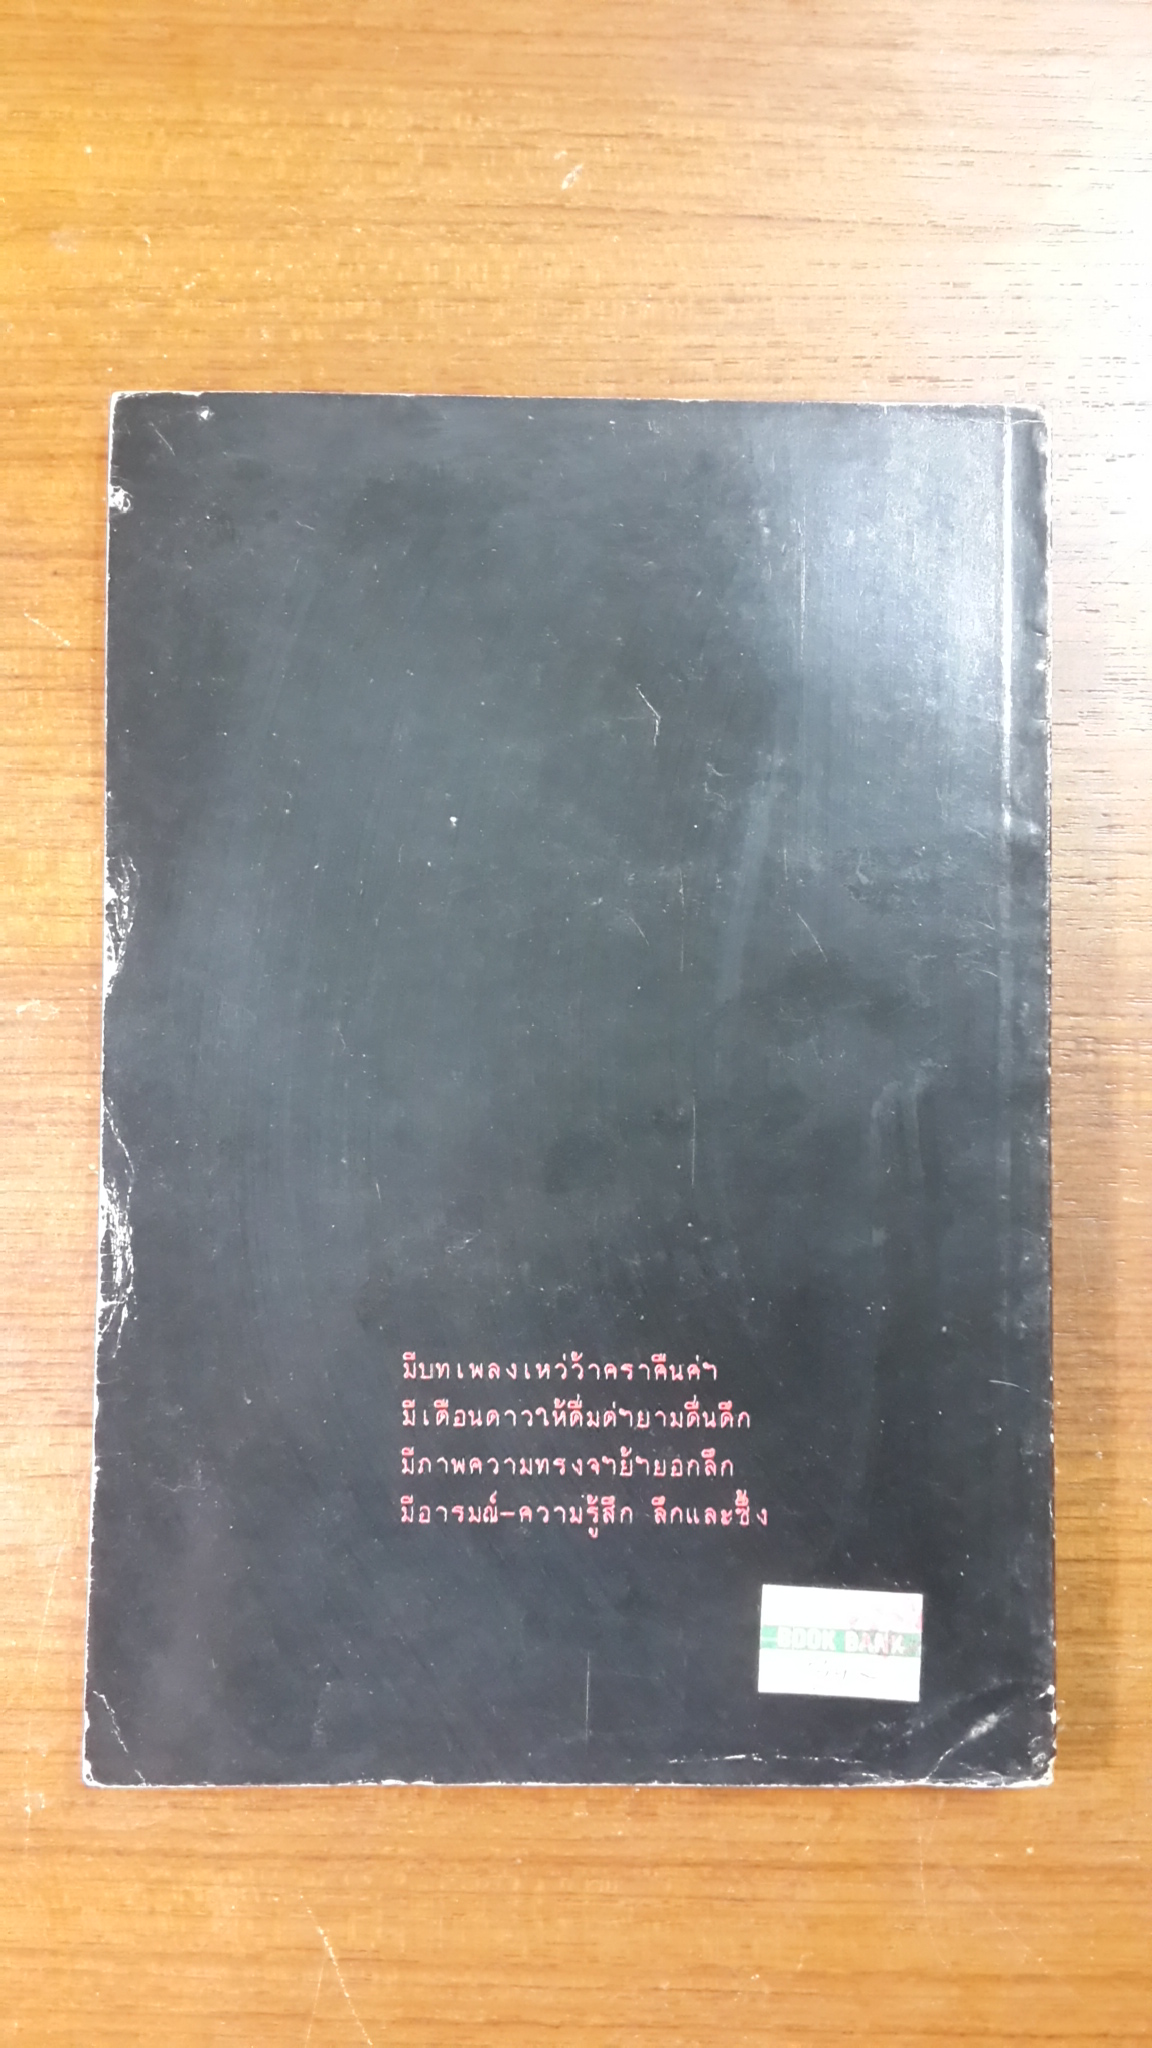 มีบทเพลงเหว่ว้าคราคืนค่ำ
มีเดือนดาวให้ดื่มด่ำยามดื่นดึก
มีภาพความทรงจำย้ำยอกลึก
มีอารมณ์-ความรู้สึก ลึกและซึ้ง
BOOK BANK